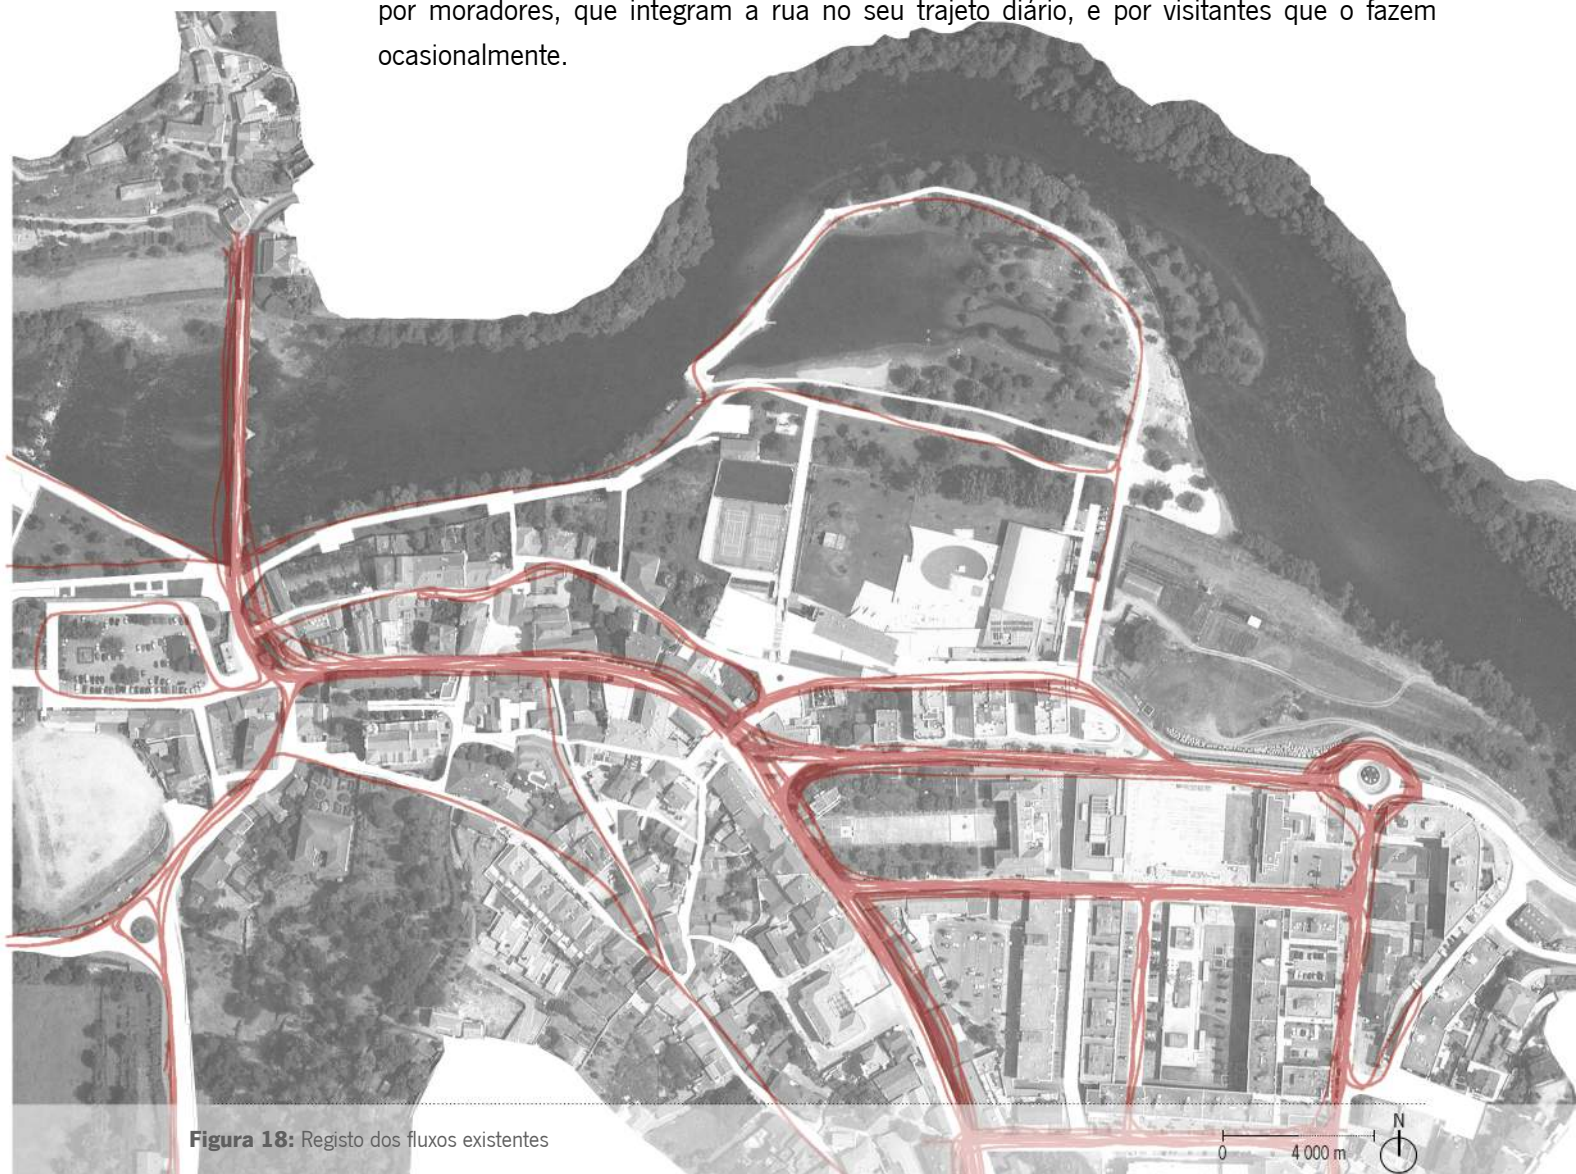 por moradores, que integram a rua no seu trajeto diário, e por visitantes que o fazem
ocasionalmente.
Figura 18: Registo dos fluxos existentes
N
0 4 000 m